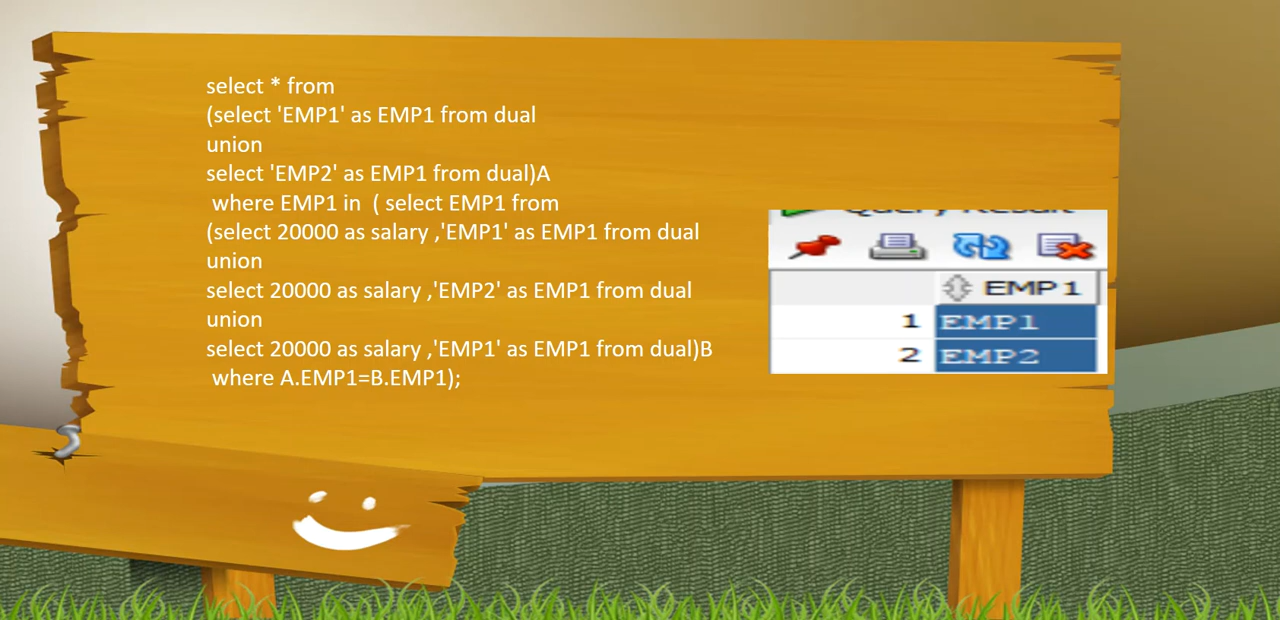 select * from
(select 'EMP1' as EMP1 from dual
union
select 'EMP2' as EMP1 from dual)A
where EMP1 in  ( select EMP1 from
(select 20000 as salary ,'EMP1' as EMP1 from dual
union
select 20000 as salary ,'EMP2' as EMP1 from dual
union
select 20000 as salary ,'EMP1' as EMP1 from dual)B
where A.EMP1=B.EMP1);
Query Result
EMP1
1 EMP1
2 EMP2